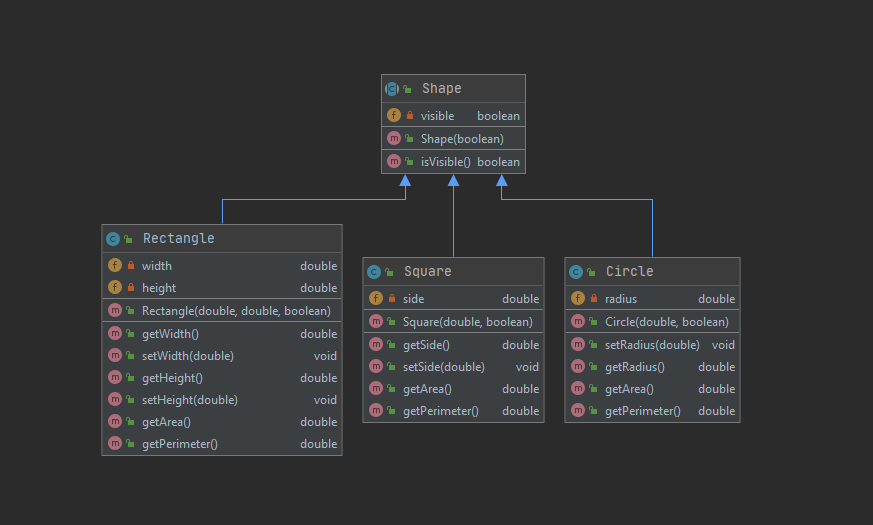 Shape
visible boolean
Shape(boolean)
isVisible() boolean
Rectangle
width double
height double
Rectangle(double, double, boolean)
getWidth() double
setWidth(double) void
getHeight() double
setHeight(double) void
getArea() double
getPerimeter() double
Square
side double
Square(double, boolean)
getSide() double
setSide(double) void
getArea() double
getPerimeter() double
Circle
radius double
Circle(double, boolean)
setRadius(double) void
getRadius() double
getArea() double
getPerimeter() double